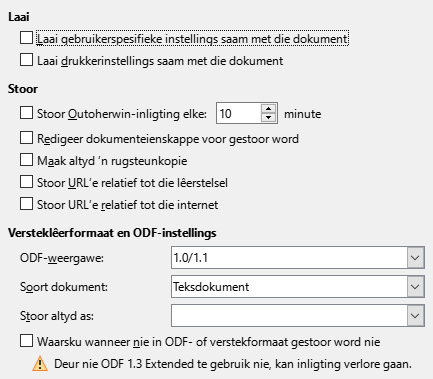 Laai
Laai gebruikerspesifieke instellings saam met die dokument
Laai drukkerinstellings saam met die dokument
Stoor
Stoor Outoherwin-inligting elke: 10 minute
Redigeer dokumenteienskappe voor gestoor word
Maak altyd 'n rugsteunkopie
Stoor URL'e relatief tot die lêerstelsel
Stoor URL'e relatief tot die internet
Versteklêerformaat en ODF-instellings
ODF-weergawe: 1.0/1.1
Soort dokument: Teksdokument
Stoor altyd as:
Waarsku wanneer nie in ODF- of verstekformaat gestoor word nie
Deur nie ODF 1.3 Extended te gebruik nie, kan inligting verlore gaan.